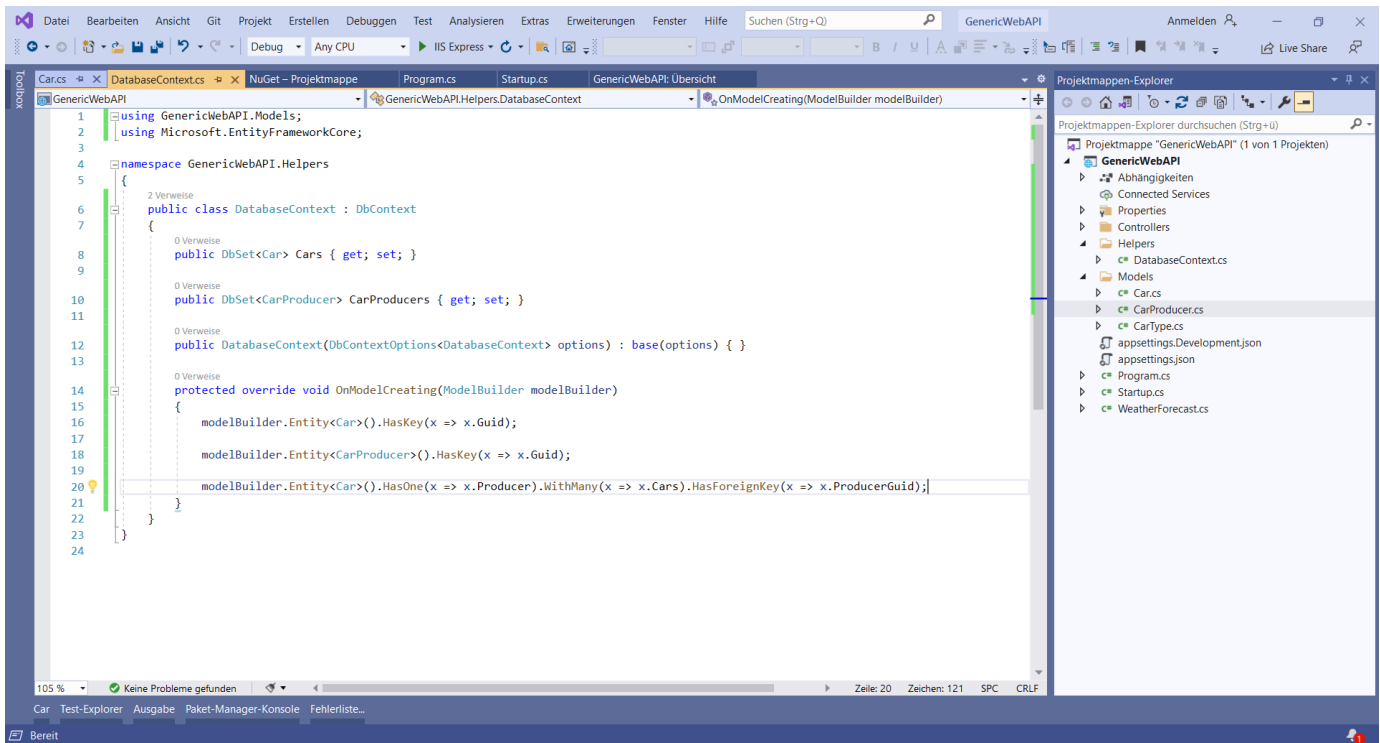 Datei Bearbeiten Ansicht Git Projekt Erstellen Debuggen Test Analysieren Extras Erweiterungen Fenster Hilfe Suchen (Strg+Q) GenericWebAPI Anmelden
Debug Any CPU IIS Express B I U A Live Share
Toolbox
Car.cs DatabaseContext.cs NuGet – Projektmappe Program.cs Startup.cs GenericWebAPI: Übersicht
GenericWebAPI GenericWebAPI.Helpers.DatabaseContext OnModelCreating(ModelBuilder modelBuilder)
1 using GenericWebAPI.Models;
2 using Microsoft.EntityFrameworkCore;
3
4 namespace GenericWebAPI.Helpers
5 {
2 Verweise
6 public class DatabaseContext : DbContext
7 {
0 Verweise
8 public DbSet<Car> Cars { get; set; }
9
0 Verweise
10 public DbSet<CarProducer> CarProducers { get; set; }
11
0 Verweise
12 public DatabaseContext(DbContextOptions<DatabaseContext> options) : base(options) { }
13
0 Verweise
14 protected override void OnModelCreating(ModelBuilder modelBuilder)
15 {
16 modelBuilder.Entity<Car>().HasKey(x => x.Guid);
17
18 modelBuilder.Entity<CarProducer>().HasKey(x => x.Guid);
19
20 modelBuilder.Entity<Car>().HasOne(x => x.Producer).WithMany(x => x.Cars).HasForeignKey(x => x.ProducerGuid);
21 }
22 }
23 }
24
105 % Keine Probleme gefunden Zeile: 20 Zeichen: 121 SPC CRLF
Car Test-Explorer Ausgabe Paket-Manager-Konsole Fehlerliste...
Bereit 1
Projektmappen-Explorer
Projektmappen-Explorer durchsuchen (Strg+ü)
Projektmappe "GenericWebAPI" (1 von 1 Projekten)
GenericWebAPI
Abhängigkeiten
Connected Services
Properties
Controllers
Helpers
C# DatabaseContext.cs
Models
C# Car.cs
C# CarProducer.cs
C# CarType.cs
appsettings.Development.json
appsettings.json
C# Program.cs
C# Startup.cs
C# WeatherForecast.cs